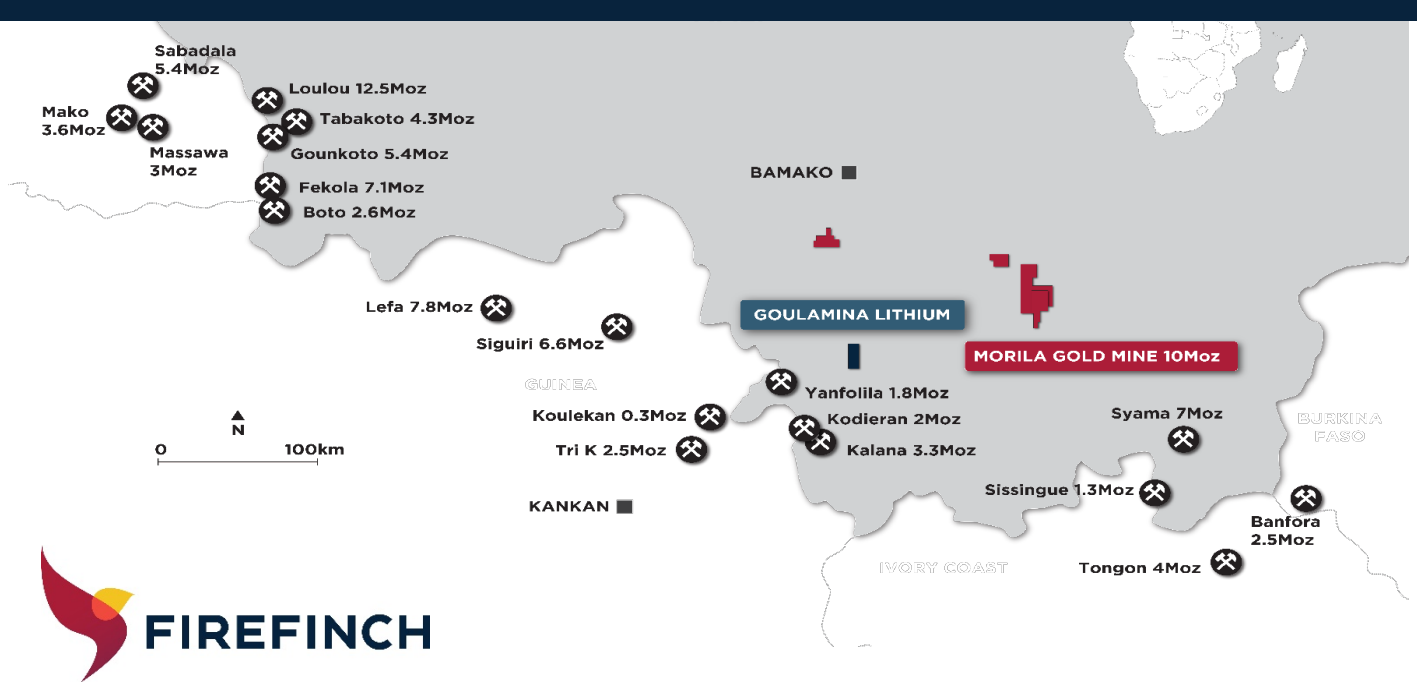 Sabadala
5.4Moz
Loulou 12.5Moz
Mako
3.6Moz
Tabakoto 4.3Moz
Massawa
3Moz
Gounkoto 5.4Moz
BAMAKO
Fekola 7.1Moz
Boto 2.6Moz
Lefa 7.8Moz
GOULAMINA LITHIUM
Siguiri 6.6Moz
MORILA GOLD MINE 10Moz
GUINEA
Yanfolila 1.8Moz
Koulekan 0.3Moz
Kodieran 2Moz
Syama 7Moz
BURKINA
FASO
N
0 100km
Tri K 2.5Moz
Kalana 3.3Moz
Sissingue 1.3Moz
KANKAN
Banfora
2.5Moz
IVORY COAST
Tongon 4Moz
FIREFINCH